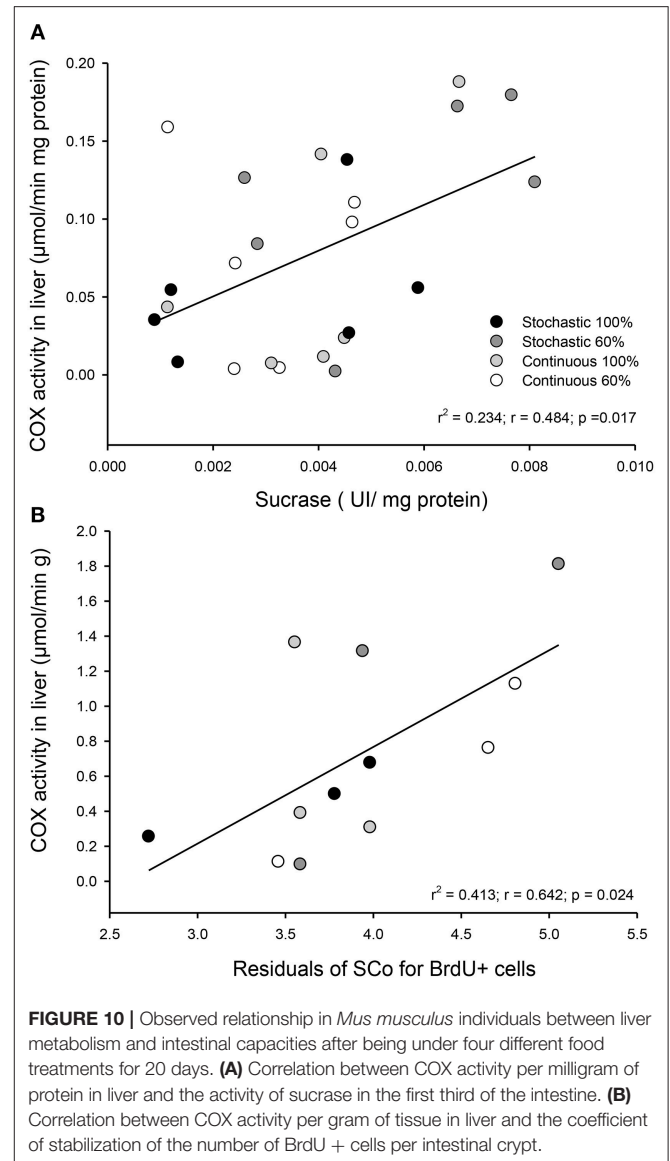 A
COX activity in liver (µmol/min mg protein)
0.20
0.15
0.10
0.05
0.00
Stochastic 100%
Stochastic 60%
Continuous 100%
Continuous 60%
r² = 0.234; r = 0.484; p =0.017
0.000 0.002 0.004 0.006 0.008 0.010
Sucrase ( UI/ mg protein)
B
COX activity in liver (µmol/min g)
2.0
1.8
1.6
1.4
1.2
1.0
0.8
0.6
0.4
0.2
0.0
r² = 0.413; r = 0.642; p = 0.024
2.5 3.0 3.5 4.0 4.5 5.0 5.5
Residuals of SCo for BrdU+ cells
FIGURE 10 | Observed relationship in Mus musculus individuals between liver
metabolism and intestinal capacities after being under four different food
treatments for 20 days. (A) Correlation between COX activity per milligram of
protein in liver and the activity of sucrase in the first third of the intestine. (B)
Correlation between COX activity per gram of tissue in liver and the coefficient
of stabilization of the number of BrdU + cells per intestinal crypt.